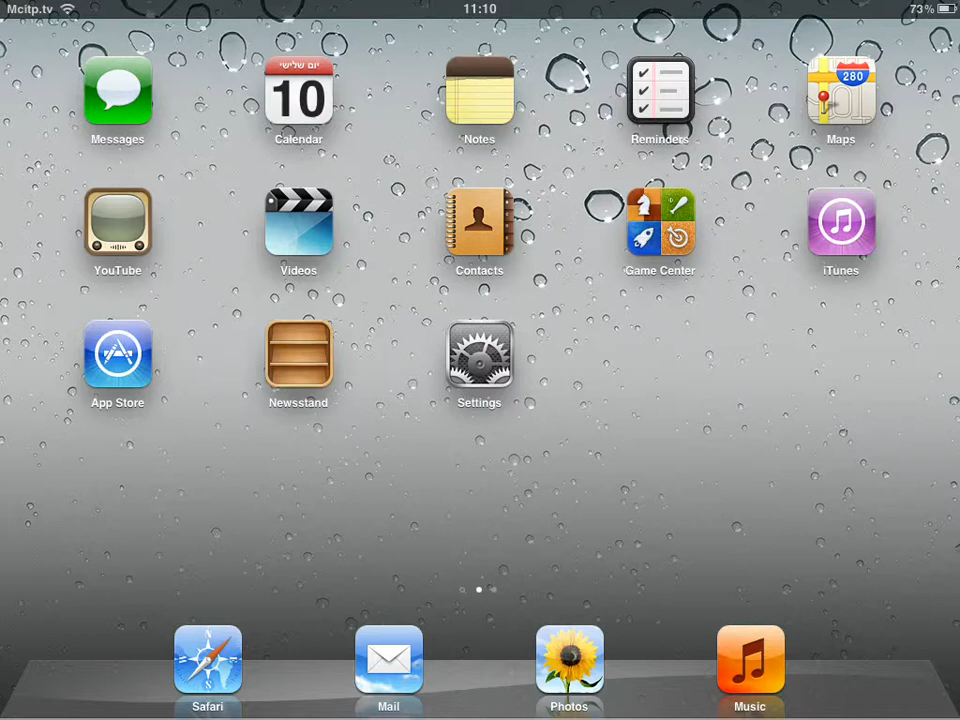 Mcitp.tv 11:10 73%
יום שלישי
10
280
Messages Calendar Notes Reminders Maps
YouTube Videos Contacts Game Center iTunes
App Store Newsstand Settings
Safari Mail Photos Music